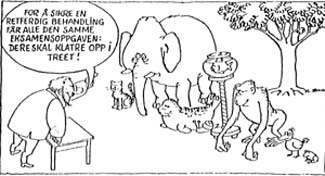 FOR Å SIKRE EN
RETTFERDIG BEHANDLING
FÅR ALLE DEN SAMME
EKSAMENSOPPGAVEN:
DERE SKAL KLATRE OPP I
TREET!